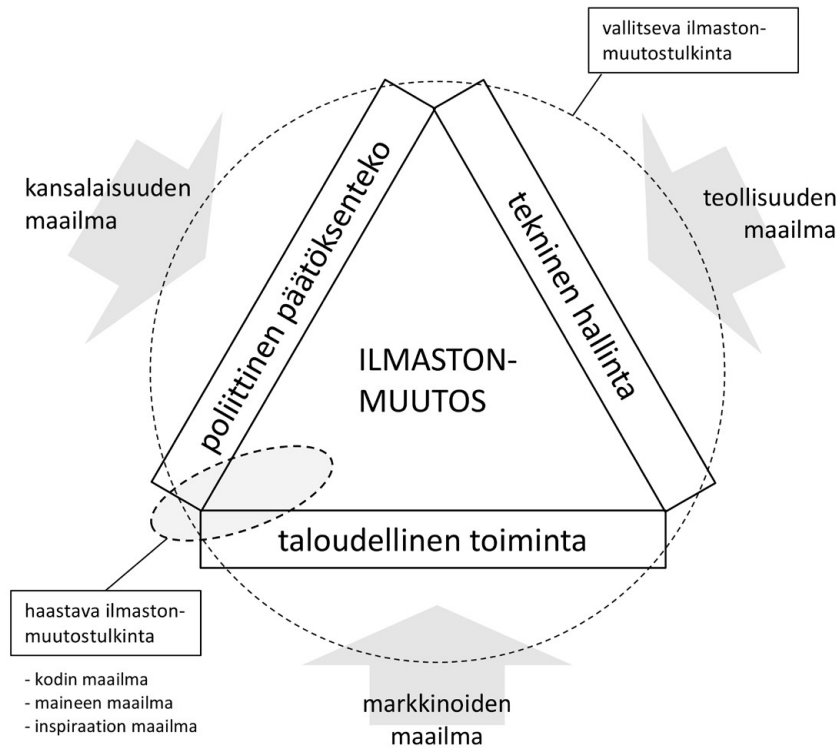 vallitseva ilmaston-
muutostulkinta
kansalaisuuden
maailma
teollisuuden
maailma
poliittinen päätöksenteko
tekninen hallinta
ILMASTON-
MUUTOS
taloudellinen toiminta
haastava ilmaston-
muutostulkinta
- kodin maailma
- maineen maailma
- inspiraation maailma
markkinoiden
maailma